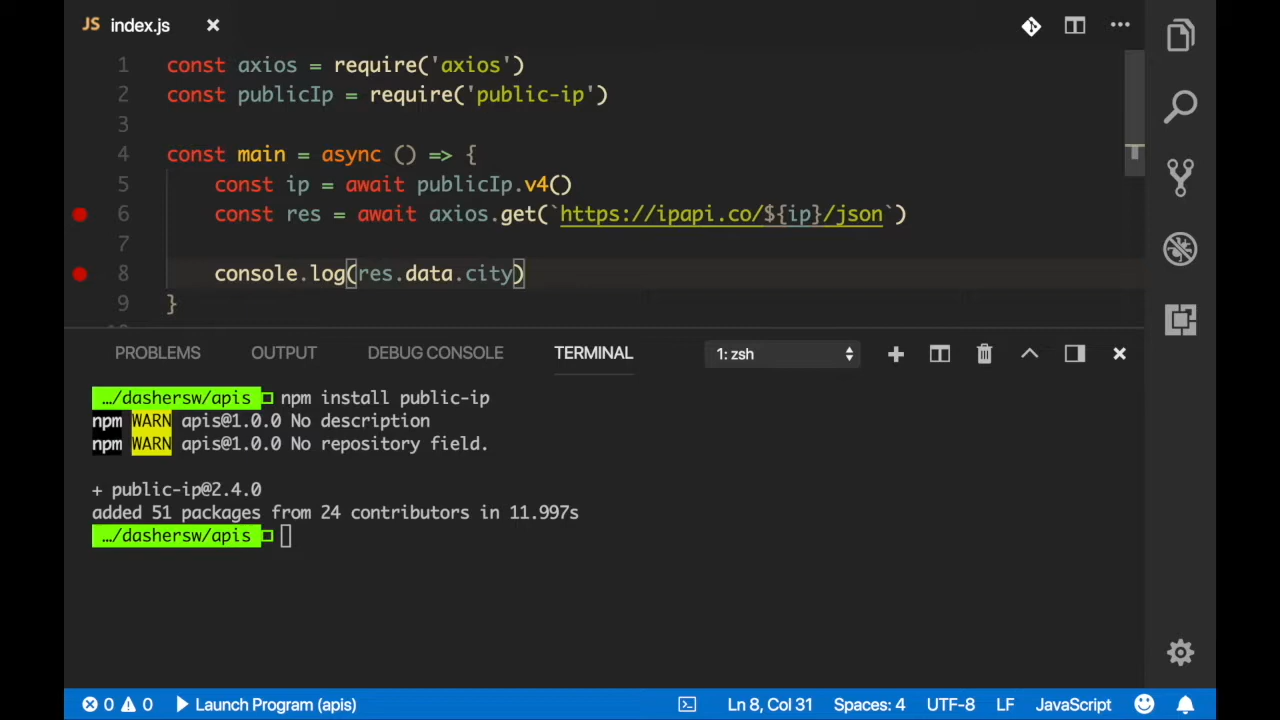 JS index.js
1 const axios = require('axios')
2 const publicIp = require('public-ip')
3
4 const main = async () => {
5 const ip = await publicIp.v4()
6 const res = await axios.get(`https://ipapi.co/${ip}/json`)
7
8 console.log(res.data.city)
9 }
PROBLEMS OUTPUT DEBUG CONSOLE TERMINAL 1: zsh
…/dashersw/apis npm install public-ip
npm WARN apis@1.0.0 No description
npm WARN apis@1.0.0 No repository field.
+ public-ip@2.4.0
added 51 packages from 24 contributors in 11.997s
…/dashersw/apis
0 0 Launch Program (apis) Ln 8, Col 31 Spaces: 4 UTF-8 LF JavaScript